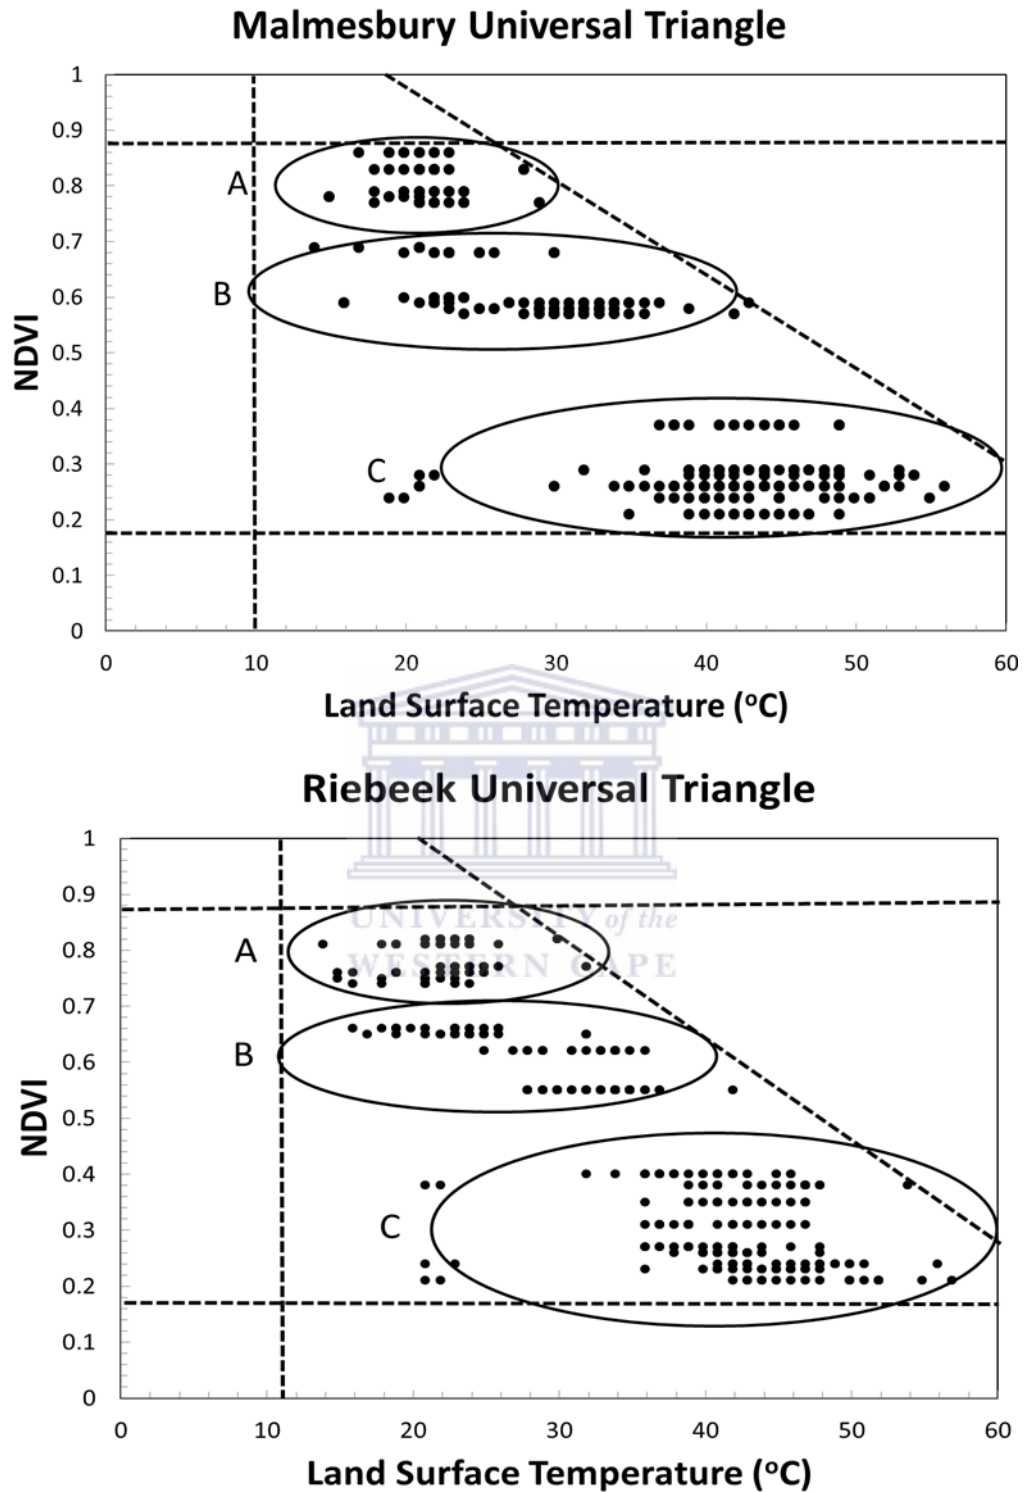 Malmesbury Universal Triangle
1
0.9
0.8
0.7
0.6
0.5
0.4
0.3
0.2
0.1
0
NDVI
A
B
C
0 10 20 30 40 50 60
Land Surface Temperature (°C)
Riebeek Universal Triangle
1
0.9
0.8
0.7
0.6
0.5
0.4
0.3
0.2
0.1
0
NDVI
A
B
C
UNIVERSITY of the
WESTERN CAPE
0 10 20 30 40 50 60
Land Surface Temperature (°C)